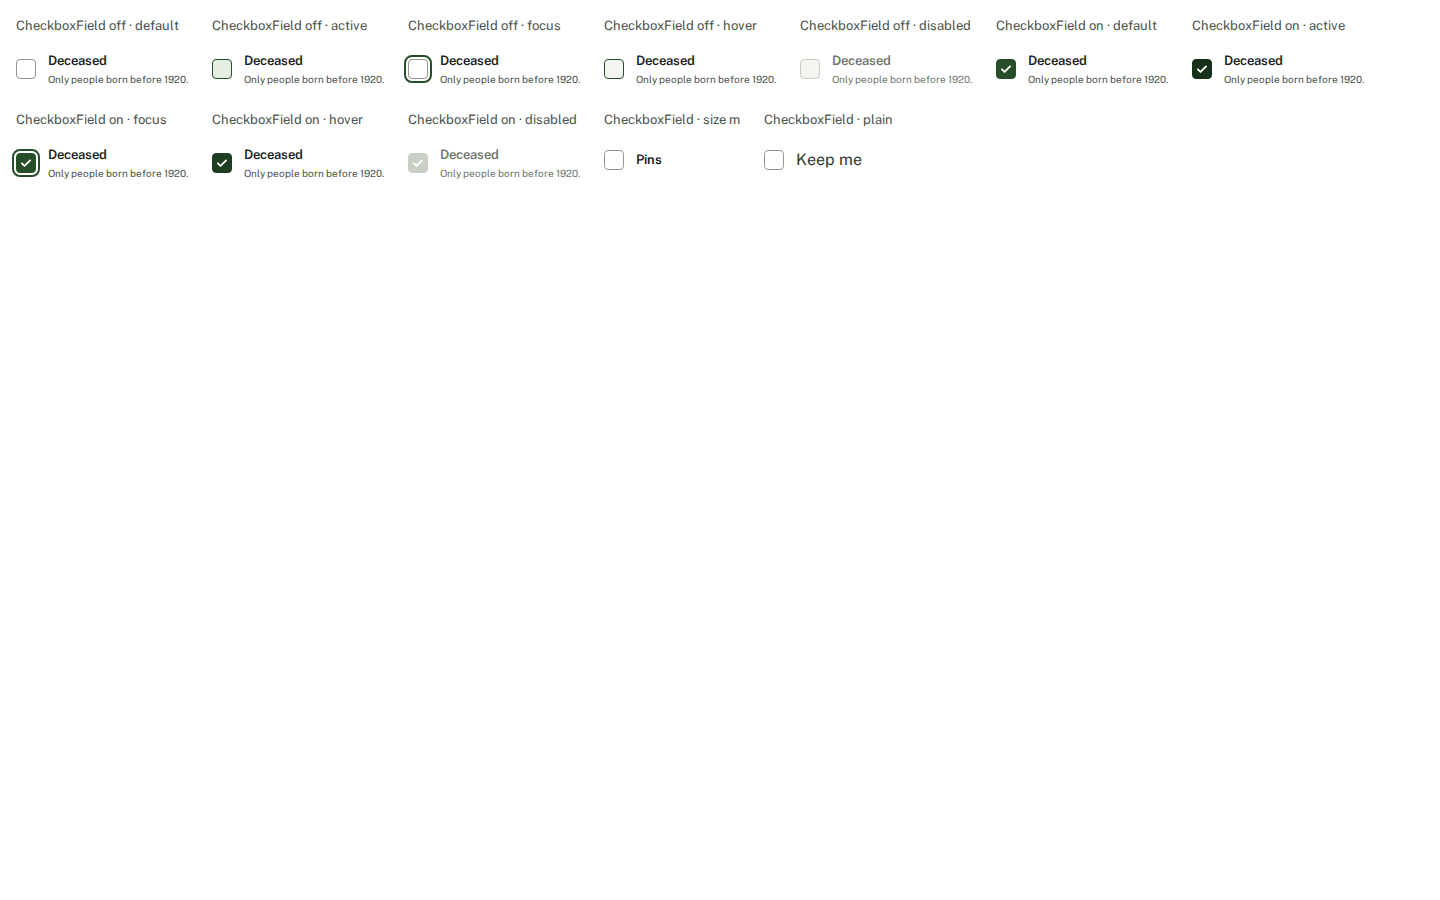 CheckboxField off · default
CheckboxField off · active
CheckboxField off · focus
CheckboxField off · hover
CheckboxField off · disabled
CheckboxField on · default
CheckboxField on · active
Deceased
Only people born before 1920.
Deceased
Only people born before 1920.
Deceased
Only people born before 1920.
Deceased
Only people born before 1920.
Deceased
Only people born before 1920.
Deceased
Only people born before 1920.
Deceased
Only people born before 1920.
CheckboxField on · focus
CheckboxField on · hover
CheckboxField on · disabled
CheckboxField · size m
CheckboxField · plain
Deceased
Only people born before 1920.
Deceased
Only people born before 1920.
Deceased
Only people born before 1920.
Pins
Keep me